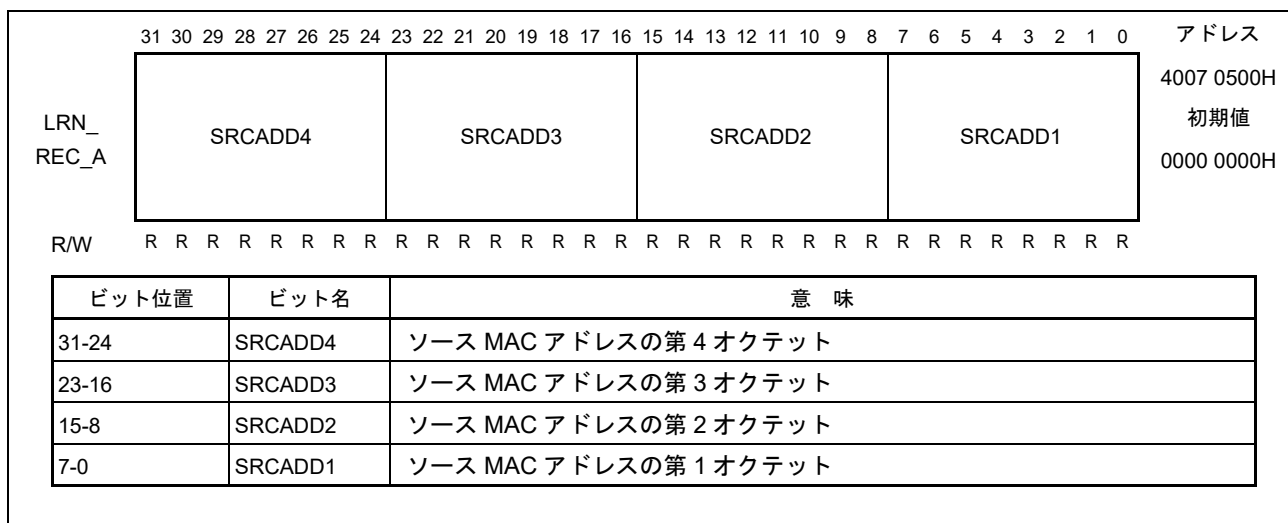 31 30 29 28 27 26 25 24 23 22 21 20 19 18 17 16 15 14 13 12 11 10 9 8 7 6 5 4 3 2 1 0 アドレス
4007 0500H
LRN_
REC_A
SRCADD4 SRCADD3 SRCADD2 SRCADD1
初期値
0000 0000H
R/W R R R R R R R R R R R R R R R R R R R R R R R R R R R R R R R R
ビット位置 ビット名 意 味
31-24 SRCADD4 ソース MAC アドレスの第 4 オクテット
23-16 SRCADD3 ソース MAC アドレスの第 3 オクテット
15-8 SRCADD2 ソース MAC アドレスの第 2 オクテット
7-0 SRCADD1 ソース MAC アドレスの第 1 オクテット